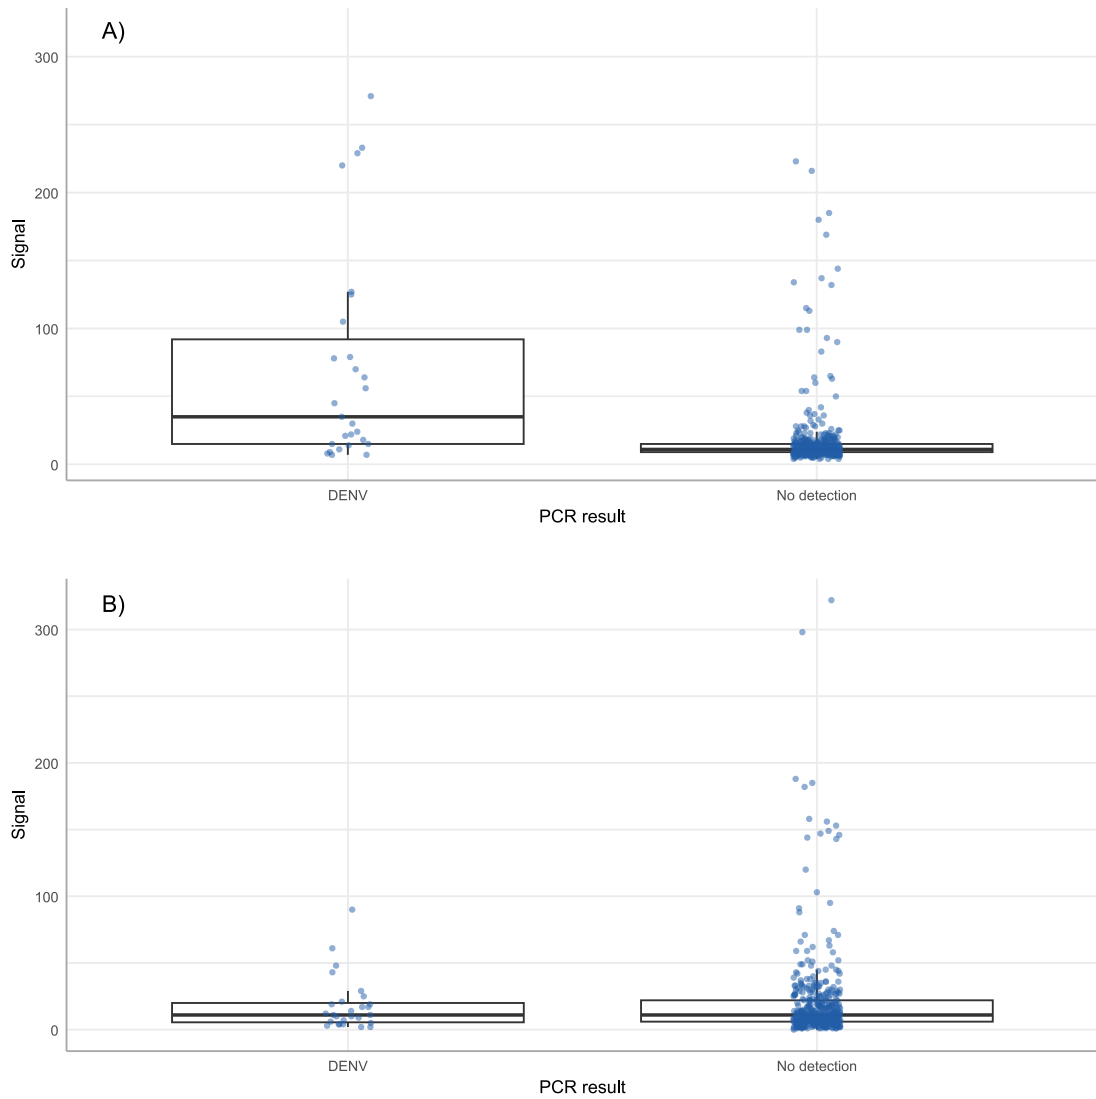 A)
300
200
100
0
Signal
DENV
No detection
PCR result
B)
300
200
100
0
Signal
DENV
No detection
PCR result